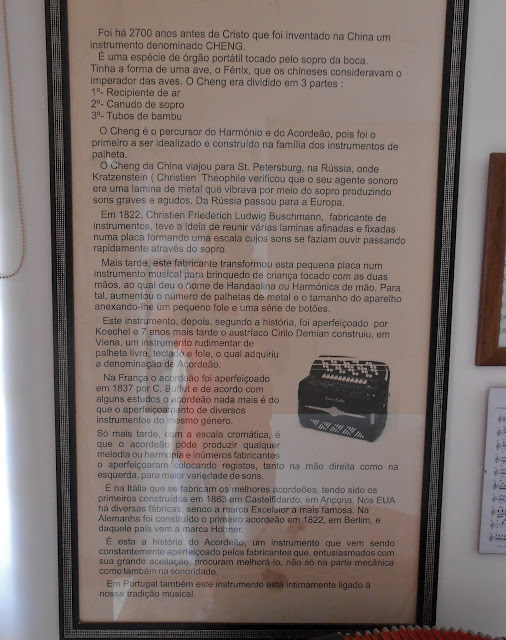 Foi há 2700 anos antes de Cristo que foi inventado na China um
instrumento denominado CHENG.
É uma espécie de órgão portátil tocado pelo sopro da boca.
Tinha a forma de uma ave, o Fénix, que os chineses consideravam o
imperador das aves. O Cheng era dividido em 3 partes :
1º- Recipiente de ar
2º- Canudo de sopro
3º- Tubos de bambu
O Cheng é o percursor do Harmónio e do Acordeão, pois foi o
primeiro a ser idealizado e construído na família dos instrumentos de
palheta.
O Cheng da China viajou para St. Petersburg, na Rússia, onde
Kratzenstein ( Christien Theophile verificou que o seu agente sonoro
era uma lamina de metal que vibrava por meio do sopro produzindo
sons graves e agudos. Da Rússia passou para a Europa.
Em 1822, Christien Friederich Ludwig Buschmann, fabricante de
instrumentos, teve a ideia de reunir várias laminas afinadas e fixadas
numa placa formando uma escala cujos sons se faziam ouvir passando
rapidamente através do sopro.
Mais tarde, este fabricante transformou esta pequena placa num
instrumento musical para brinquedo de criança tocado com as duas
mãos, ao qual deu o nome de Handaolina ou Harmónica de mão. Para
tal, aumentou o número de palhetas de metal e o tamanho do aparelho
anexando-lhe um pequeno fole e uma série de botões.
Este instrumento, depois, segundo a história, foi aperfeiçoado por
Koechel e 7 anos mais tarde o austríaco Cirilo Demian construiu, em
Viena, um instrumento rudimentar de
palheta livre, teclado e fole, o qual adquiriu
a denominação de Acordeão.
Na França o acordeão foi aperfeiçoado
em 1837 por C. Buffet e de acordo com
alguns estudos o acordeão nada mais é do
que o aperfeiçoamento de diversos
instrumentos do mesmo género.
Só mais tarde, com a escala cromática, é
que o acordeão pôde produzir qualquer
melodia ou harmonia e inúmeros fabricantes
o aperfeiçoaram colocando registos, tanto na mão direita como na
esquerda, para maior variedade de sons.
É na Itália que se fabricam os melhores acordeões, tendo sido os
primeiros construídos em 1863 em Castelfidardo, em Ancona. Nos EUA
há diversas fábricas, sendo a marca Excelsior a mais famosa. Na
Alemanha foi construído o primeiro acordeão em 1822, em Berlim, e
daquele país vem a marca Hohner.
É esta a história do Acordeão, um instrumento que vem sendo
constantemente aperfeiçoado pelos fabricantes que, entusiasmados com
sua grande aceitação, procuram melhorá-lo, não só na parte mecânica
como também na sonoridade.
Em Portugal também este instrumento está intimamente ligado à
nossa tradição musical.